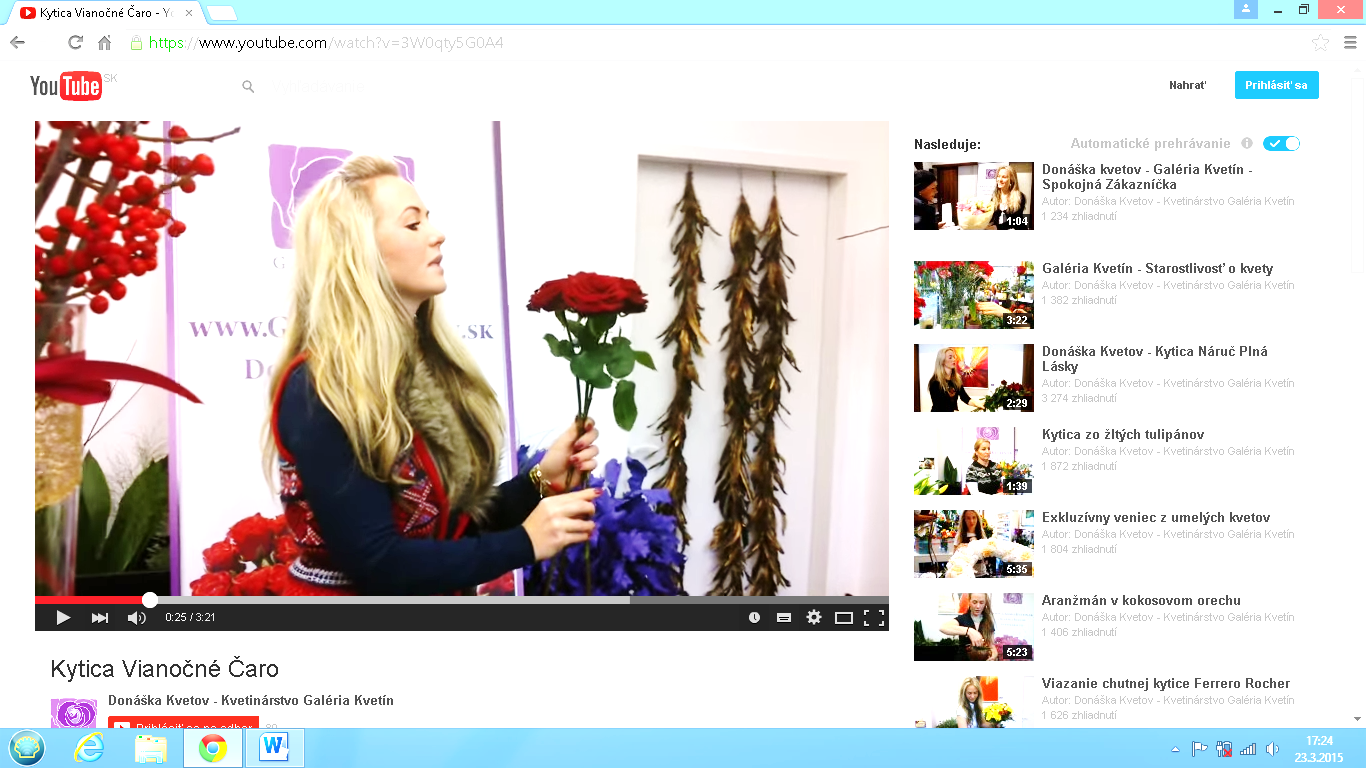 Kytica Vianočné Čaro - Yo
https://www.youtube.com/watch?v=3W0qty5G0A4
YouTube SK
Nahrať
Prihlásiť sa
www.G
.SK
0:25 / 3:21
Kytica Vianočné Čaro
Donáška Kvetov - Kvetinárstvo Galéria Kvetín
Nasleduje:
Automatické prehrávanie
1:04
Donáška kvetov - Galéria Kvetín -
Spokojná Zákazníčka
Autor: Donáška Kvetov - Kvetinárstvo Galéria Kvetín
1 234 zhliadnutí
3:22
Galéria Kvetín - Starostlivosť o kvety
Autor: Donáška Kvetov - Kvetinárstvo Galéria Kvetín
1 382 zhliadnutí
2:29
Donáška Kvetov - Kytica Náruč Plná
Lásky
Autor: Donáška Kvetov - Kvetinárstvo Galéria Kvetín
3 274 zhliadnutí
1:39
Kytica zo žltých tulipánov
Autor: Donáška Kvetov - Kvetinárstvo Galéria Kvetín
1 872 zhliadnutí
5:35
Exkluzívny veniec z umelých kvetov
Autor: Donáška Kvetov - Kvetinárstvo Galéria Kvetín
1 804 zhliadnutí
5:23
Aranžmán v kokosovom orechu
Autor: Donáška Kvetov - Kvetinárstvo Galéria Kvetín
1 406 zhliadnutí
Viazanie chutnej kytice Ferrero Rocher
Autor: Donáška Kvetov - Kvetinárstvo Galéria Kvetín
1 626 zhliadnutí
17:24
23.3.2015